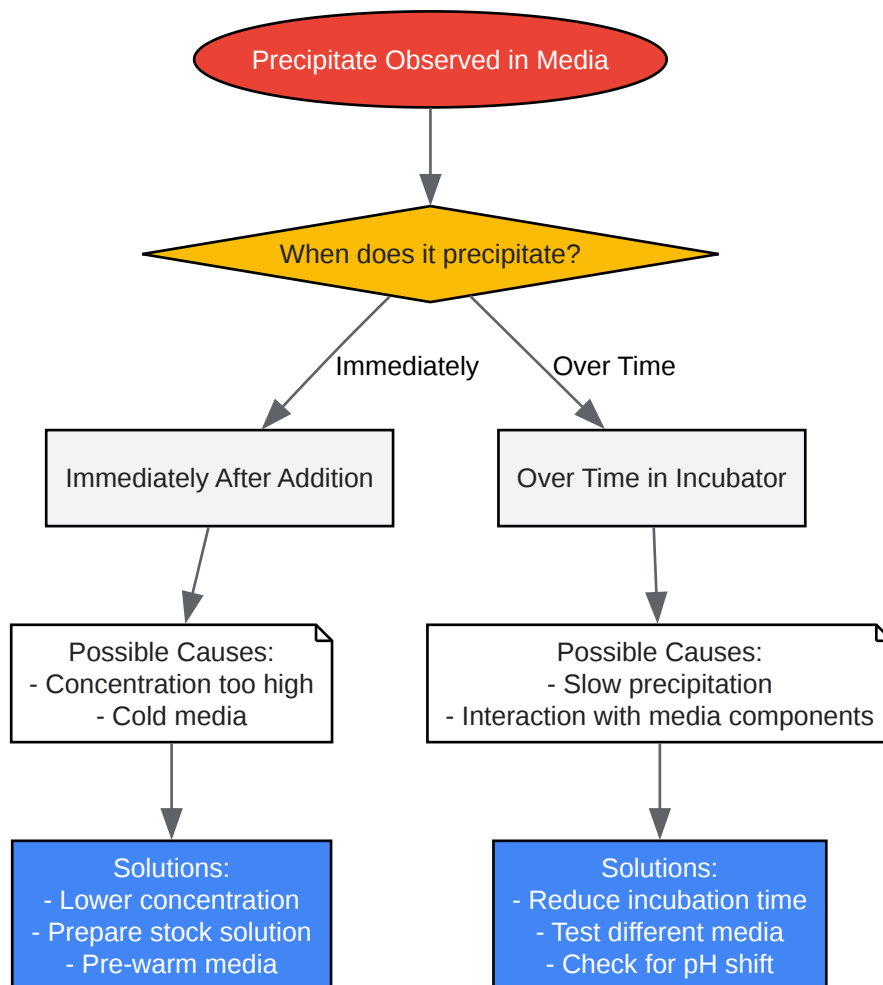 Precipitate Observed in Media
When does it precipitate?
Immediately
Over Time
Immediately After Addition
Over Time in Incubator
Possible Causes:
- Concentration too high
- Cold media
Possible Causes:
- Slow precipitation
- Interaction with media components
Solutions:
- Lower concentration
- Prepare stock solution
- Pre-warm media
Solutions:
- Reduce incubation time
- Test different media
- Check for pH shift